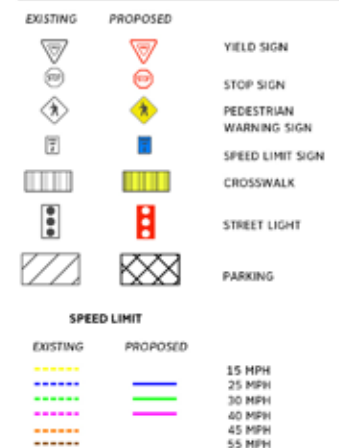 EXISTING PROPOSED
YIELD SIGN
STOP
STOP
STOP SIGN
PEDESTRIAN
WARNING SIGN
SPEED LIMIT SIGN
CROSSWALK
STREET LIGHT
PARKING
SPEED LIMIT
EXISTING PROPOSED
15 MPH
25 MPH
30 MPH
40 MPH
45 MPH
55 MPH